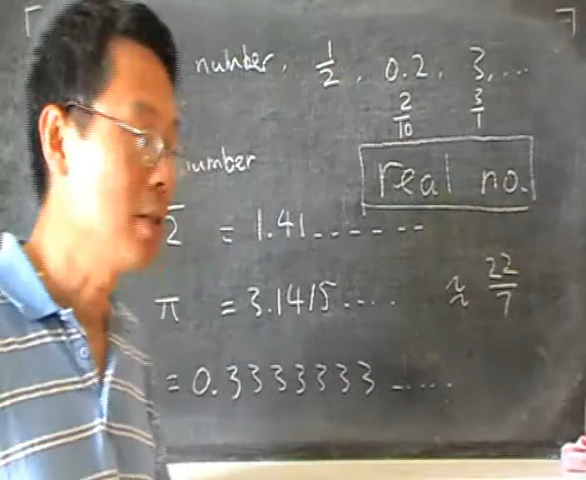 number, 1/2, 0.2, 3, ...
2/10 3/1
number
real no.
2 = 1.41......
π = 3.1415.... ≈ 22/7
= 0.3333333.....